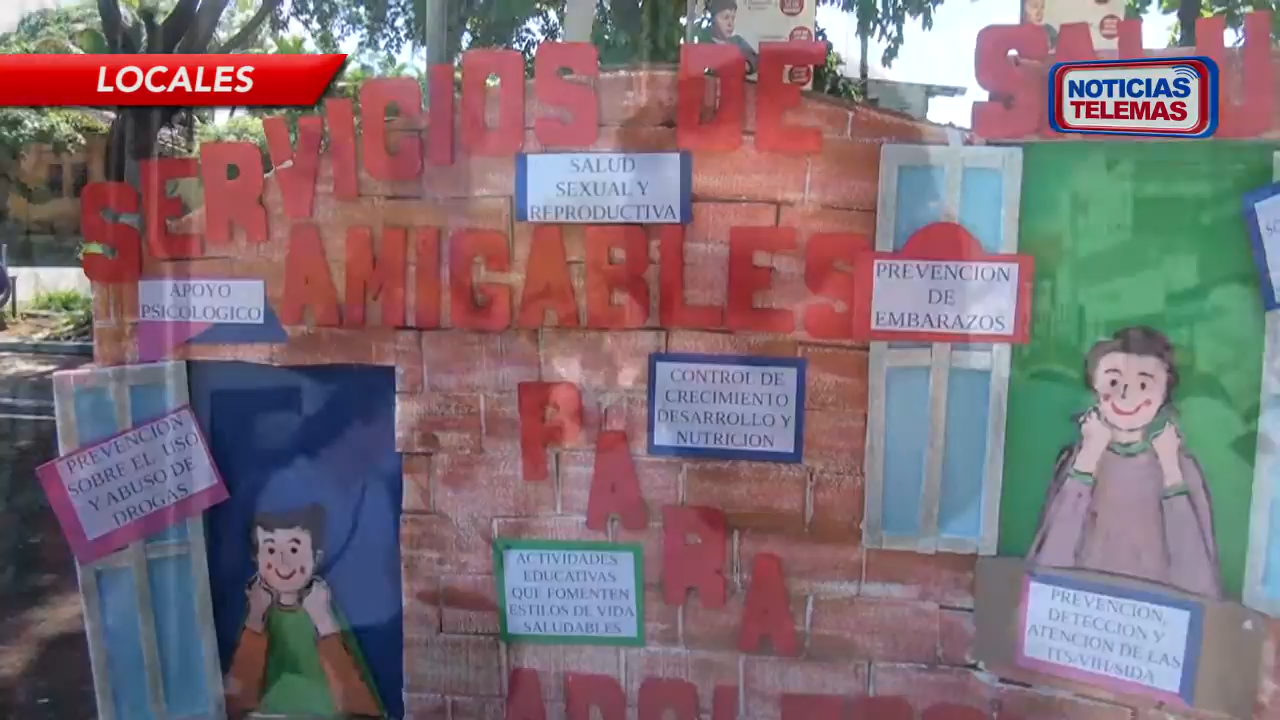 LOCALES
NOTICIAS
TELEMAS
SERVICIOS DE SALU
AMIGABLES
PARA
SALUD
SEXUAL Y
REPRODUCTIVA
APOYO
PSICOLOGICO
PREVENCION
DE
EMBARAZOS
CONTROL DE
CRECIMIENTO
DESARROLLO Y
NUTRICION
PREVENCION
SOBRE EL USO
Y ABUSO DE
DROGAS
ACTIVIDADES
EDUCATIVAS
QUE FOMENTEN
ESTILOS DE VIDA
SALUDABLES
PREVENCION,
DETECCION Y
ATENCION DE LAS
ITS/VIH/SIDA